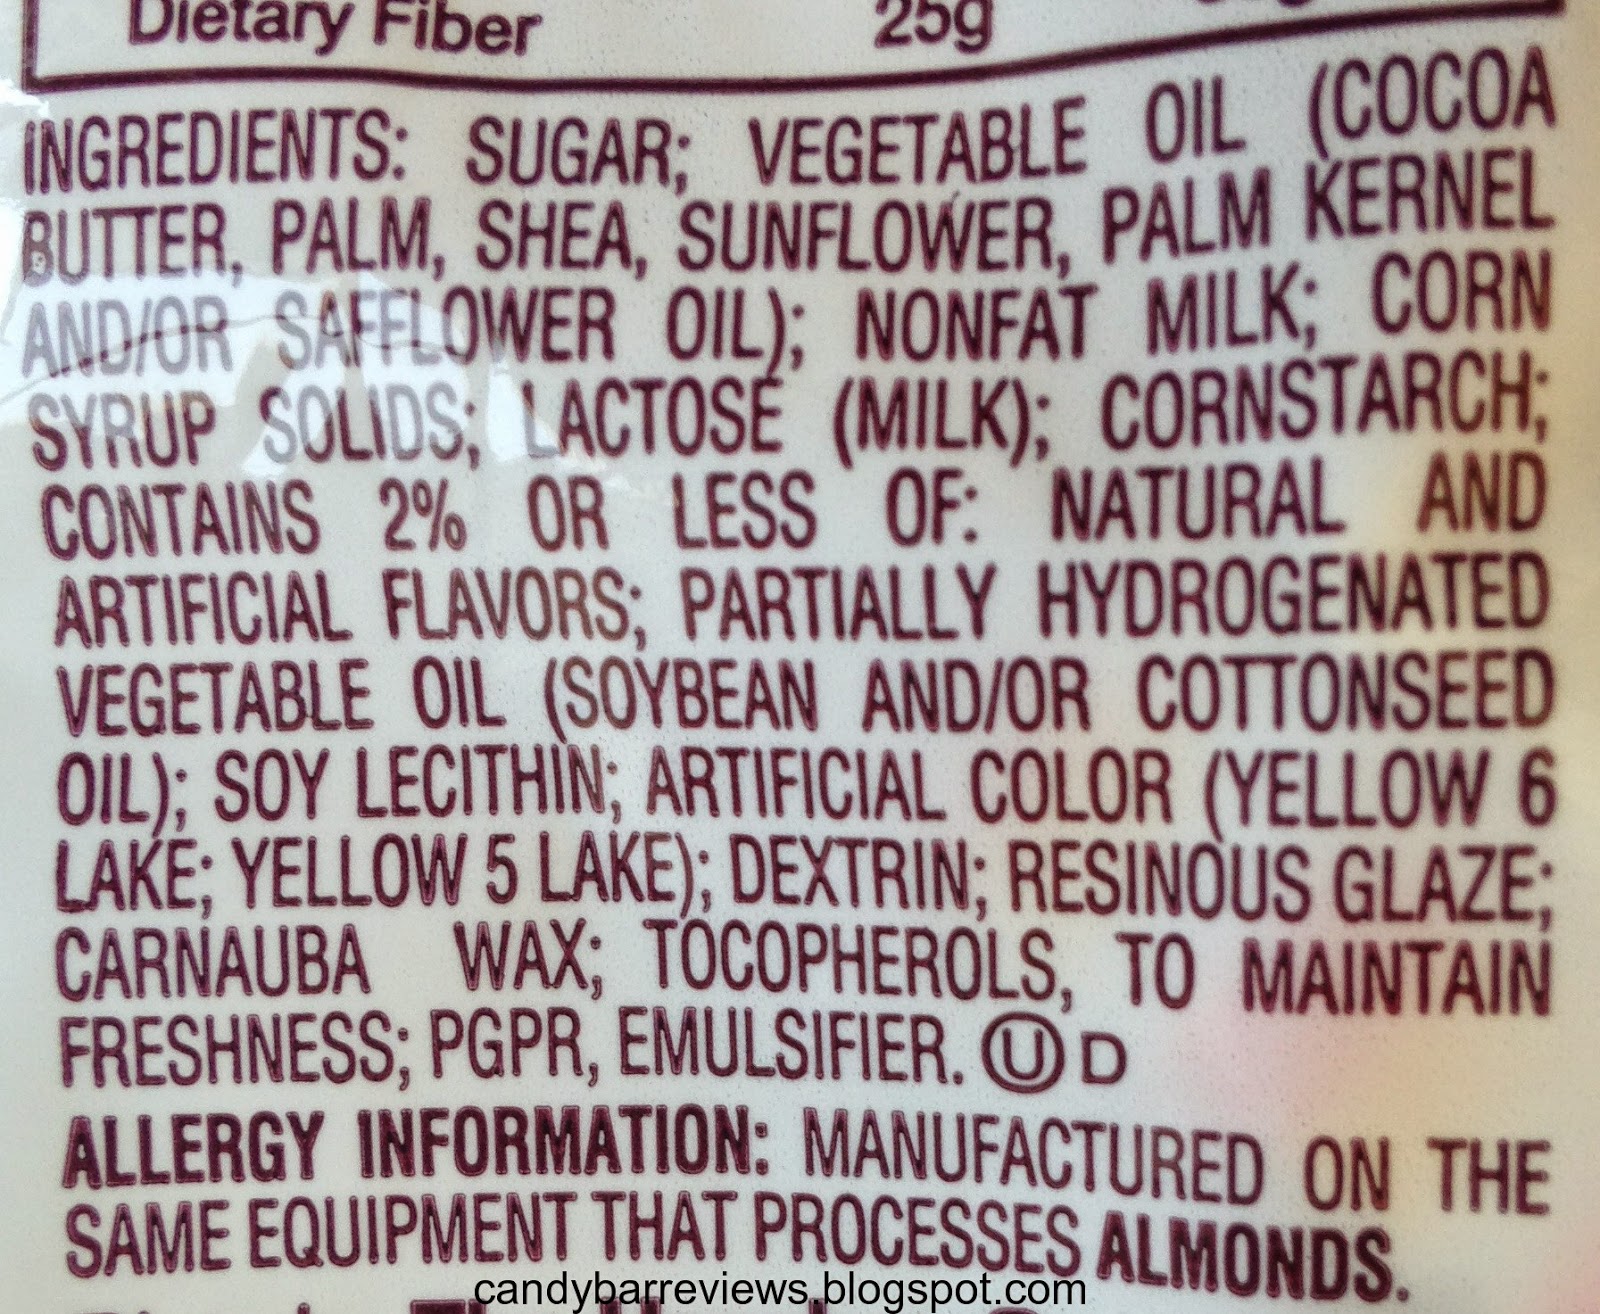 Dietary Fiber 25g
INGREDIENTS: SUGAR; VEGETABLE OIL (COCOA
BUTTER, PALM, SHEA, SUNFLOWER, PALM KERNEL
AND/OR SAFFLOWER OIL); NONFAT MILK; CORN
SYRUP SOLIDS; LACTOSE (MILK); CORNSTARCH;
CONTAINS 2% OR LESS OF: NATURAL AND
ARTIFICIAL FLAVORS; PARTIALLY HYDROGENATED
VEGETABLE OIL (SOYBEAN AND/OR COTTONSEED
OIL); SOY LECITHIN; ARTIFICIAL COLOR (YELLOW 6
LAKE; YELLOW 5 LAKE); DEXTRIN; RESINOUS GLAZE;
CARNAUBA WAX; TOCOPHEROLS, TO MAINTAIN
FRESHNESS; PGPR, EMULSIFIER. Ⓤ D
ALLERGY INFORMATION: MANUFACTURED ON THE
SAME EQUIPMENT THAT PROCESSES ALMONDS.
candybarreviews.blogspot.com